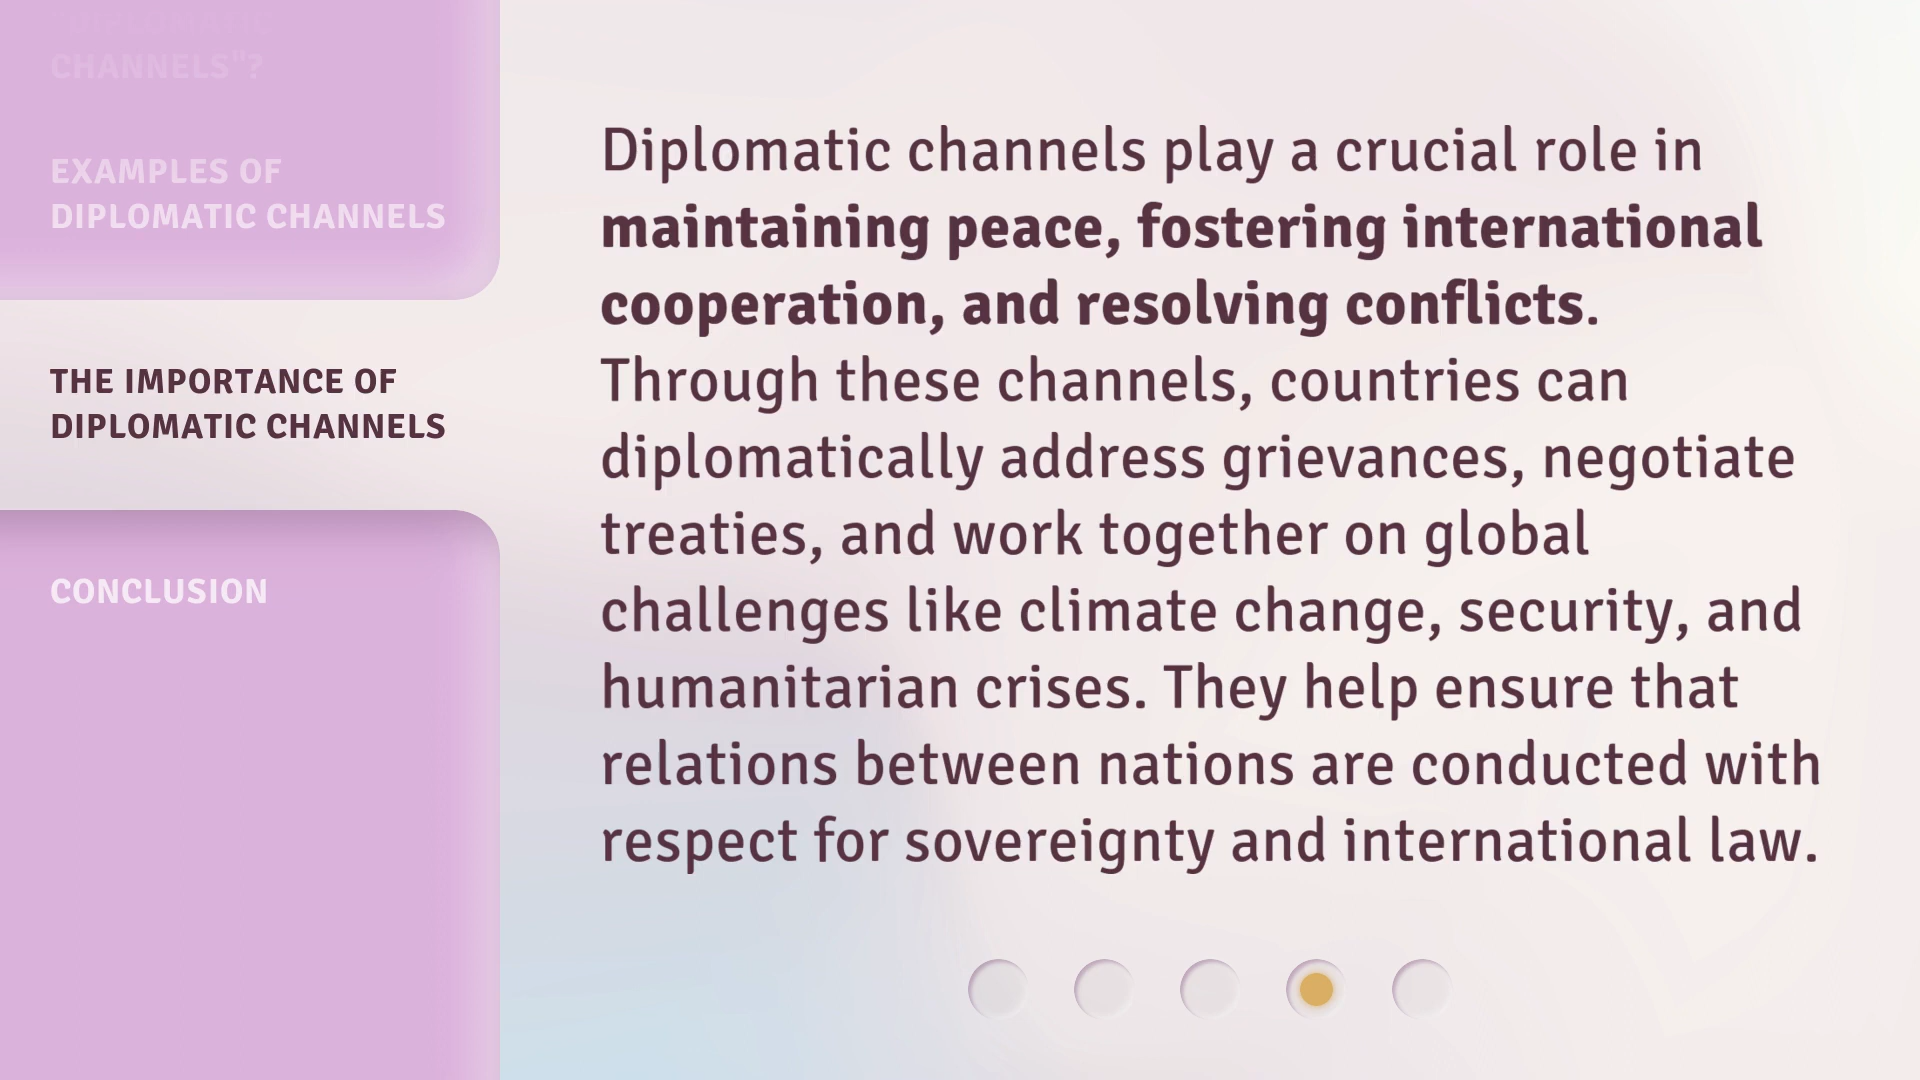 CHANNELS"?
EXAMPLES OF
DIPLOMATIC CHANNELS
THE IMPORTANCE OF
DIPLOMATIC CHANNELS
CONCLUSION
Diplomatic channels play a crucial role in
maintaining peace, fostering international
cooperation, and resolving conflicts.
Through these channels, countries can
diplomatically address grievances, negotiate
treaties, and work together on global
challenges like climate change, security, and
humanitarian crises. They help ensure that
relations between nations are conducted with
respect for sovereignty and international law.